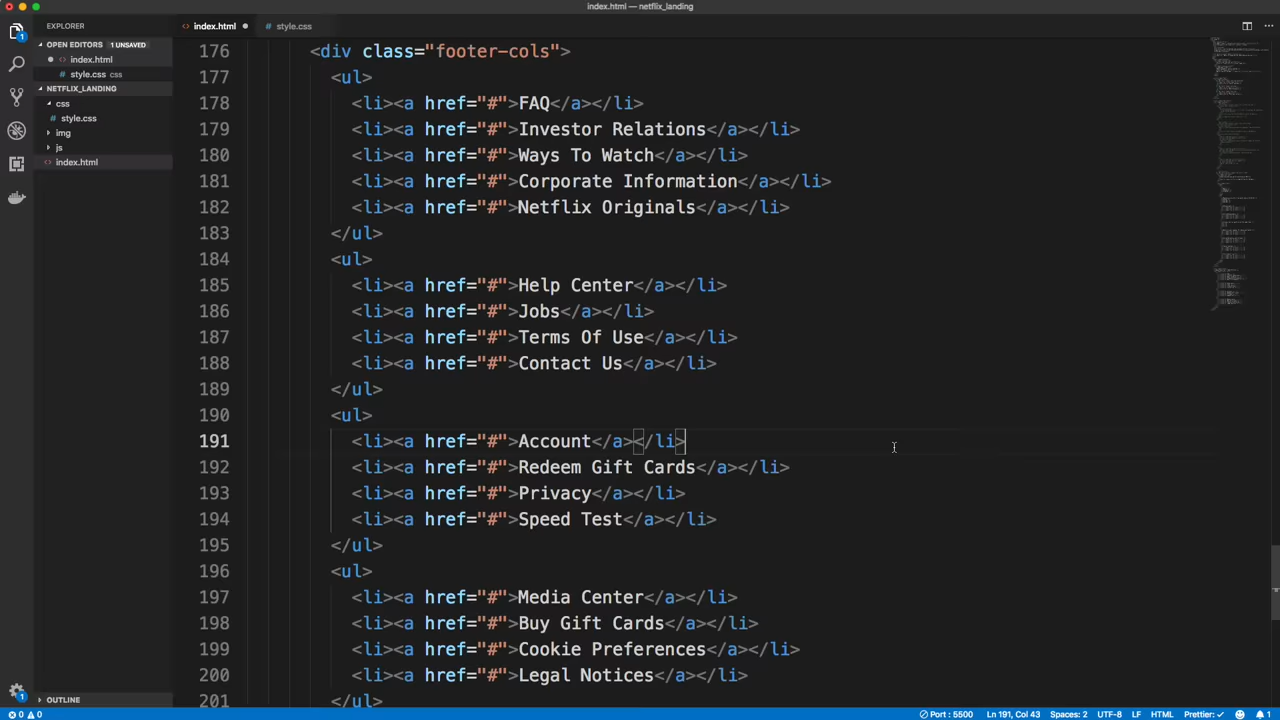 index.html — netflix_landing
EXPLORER
index.html
style.css
OPEN EDITORS 1 UNSAVED
index.html
style.css css
NETFLIX_LANDING
css
style.css
img
js
index.html
176 <div class="footer-cols">
177 <ul>
178 <li><a href="#">FAQ</a></li>
179 <li><a href="#">Investor Relations</a></li>
180 <li><a href="#">Ways To Watch</a></li>
181 <li><a href="#">Corporate Information</a></li>
182 <li><a href="#">Netflix Originals</a></li>
183 </ul>
184 <ul>
185 <li><a href="#">Help Center</a></li>
186 <li><a href="#">Jobs</a></li>
187 <li><a href="#">Terms Of Use</a></li>
188 <li><a href="#">Contact Us</a></li>
189 </ul>
190 <ul>
191 <li><a href="#">Account</a></li>
192 <li><a href="#">Redeem Gift Cards</a></li>
193 <li><a href="#">Privacy</a></li>
194 <li><a href="#">Speed Test</a></li>
195 </ul>
196 <ul>
197 <li><a href="#">Media Center</a></li>
198 <li><a href="#">Buy Gift Cards</a></li>
199 <li><a href="#">Cookie Preferences</a></li>
200 <li><a href="#">Legal Notices</a></li>
201 </ul>
OUTLINE
1
1
0 0
Port : 5500 Ln 191, Col 43 Spaces: 2 UTF-8 LF HTML Prettier: ✓ 1